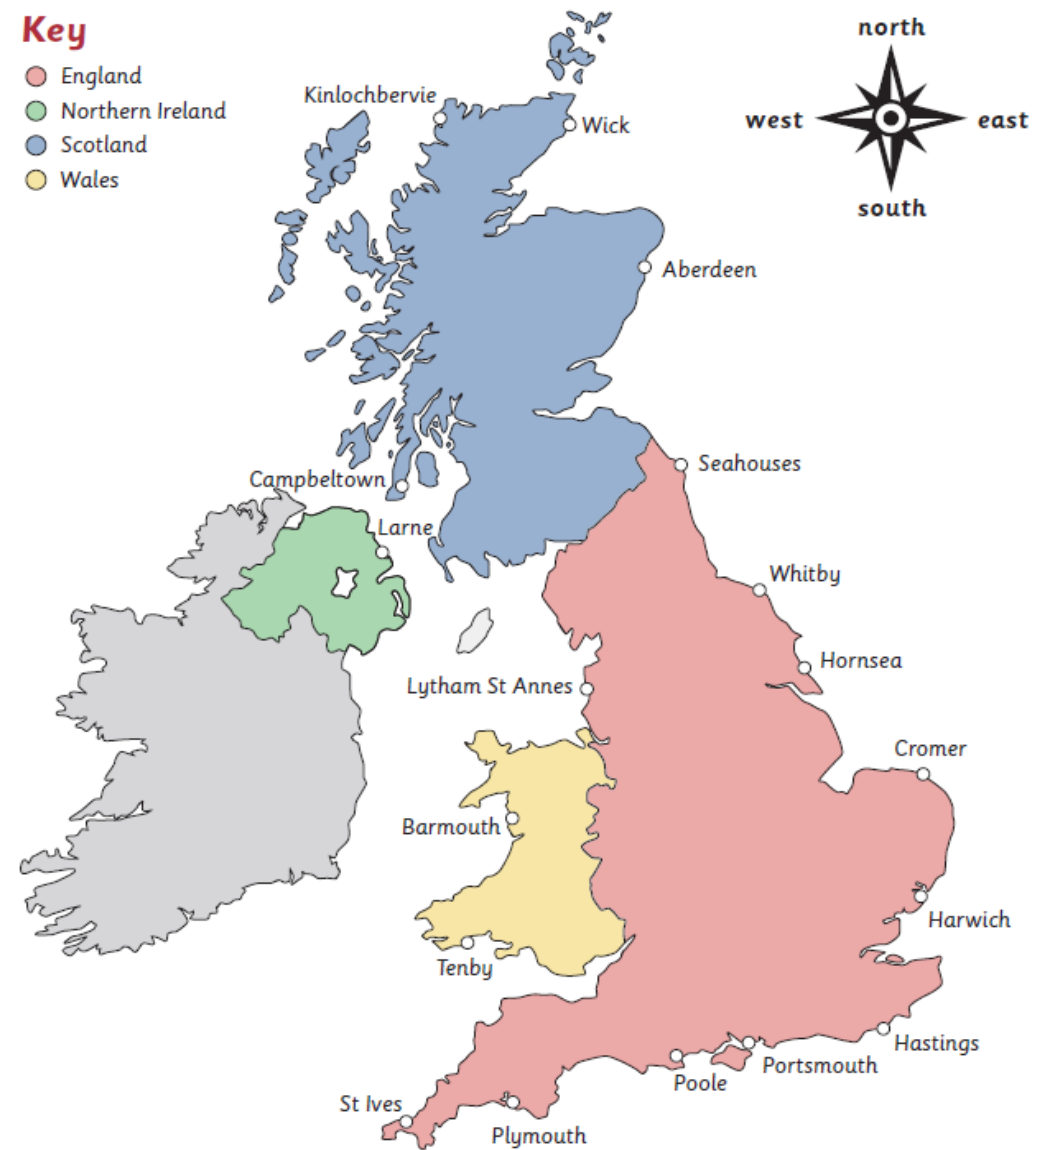 Key
England
Northern Ireland
Scotland
Wales
north
west
east
south
Kinlochbervie
Wick
Aberdeen
Campbeltown
Seahouses
Larne
Whitby
Hornsea
Lytham St Annes
Cromer
Barmouth
Harwich
Tenby
Hastings
Portsmouth
Poole
St Ives
Plymouth